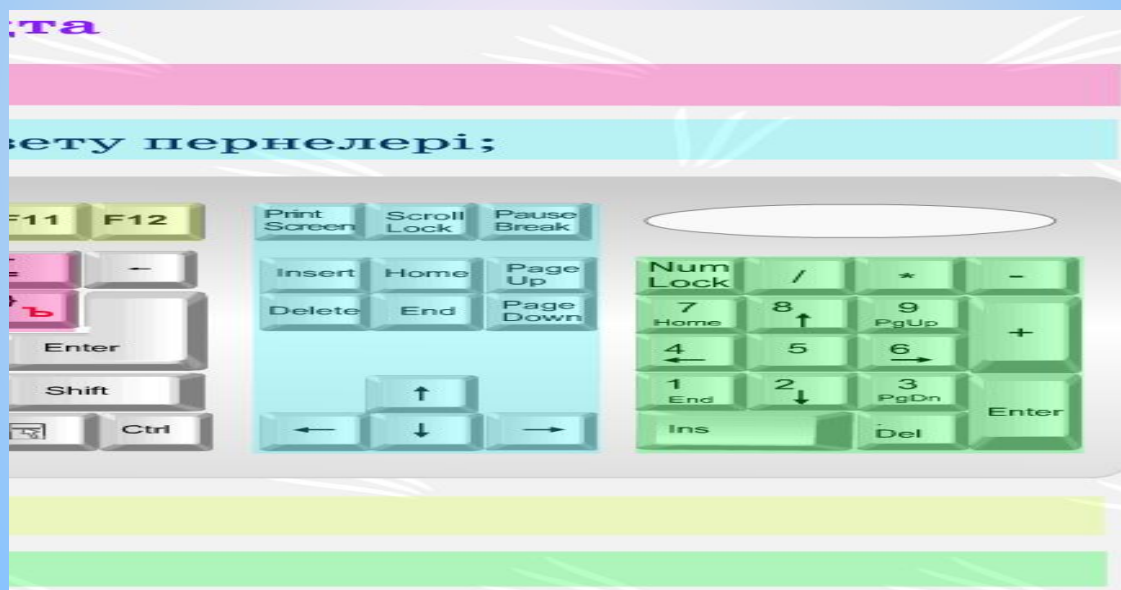 та
вету пернелері;
F11 F12 Print Screen Scroll Lock Pause Break
← Insert Home Page Up Num Lock / * -
Ъ Delete End Page Down 7 Home 8 ↑ 9 PgUp +
Enter 4 ← 5 6 →
Shift ↑ 1 End 2 ↓ 3 PgDn Enter
Ctrl ← ↓ → Ins Del